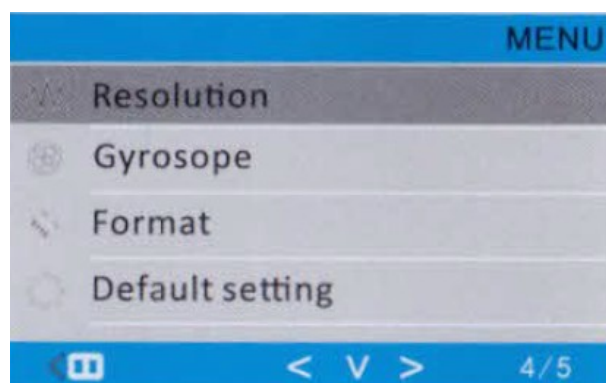 MENU
Resolution
Gyrosope
Format
Default setting
< V > 4/5